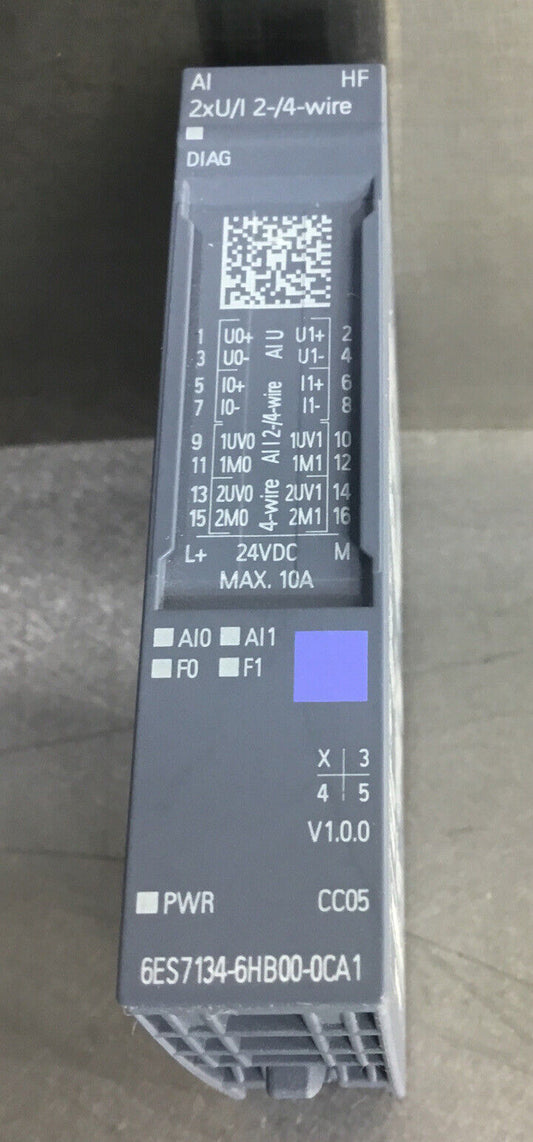 AI HF
2xU/I 2-/4-wire
DIAG
1 U0+ U1+ 2
3 U0- U1- 4
AI U
5 I0+ I1+ 6
7 I0- I1- 8
9 1UV0 1UV1 10
11 1M0 1M1 12
AI I 2-/4-wire
13 2UV0 2UV1 14
15 2M0 2M1 16
4-wire
L+ 24VDC M
MAX. 10A
AI0 AI1
F0 F1
X 3
4 5
V1.0.0
PWR CC05
6ES7134-6HB00-0CA1